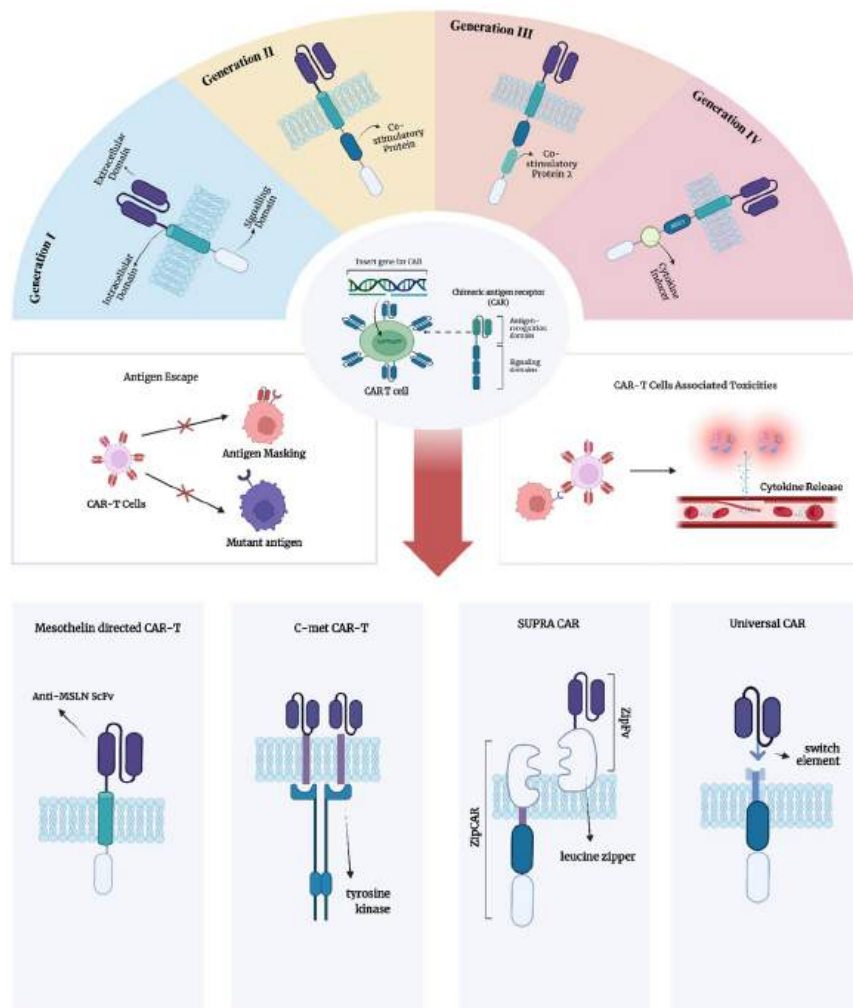 Generation I
Extracellular
Domain
Intracellular
Domain
Signalling
Domain
Generation II
Co-
stimulatory
Protein
Generation III
Co-
stimulatory
Protein 2
Generation IV
Cytokine
Inducer
Insert gene for CAR
Chimeric antigen receptor
(CAR)
Antigen-
recognition
domain
Signaling
domains
CAR T cell
Antigen Escape
Antigen Masking
CAR-T Cells
Mutant antigen
CAR-T Cells Associated Toxicities
Cytokine Release
Mesothelin directed CAR-T
Anti-MSLN ScFv
C-met CAR-T
tyrosine
kinase
SUPRA CAR
ZipFv
ZipCAR
leucine zipper
Universal CAR
switch
element